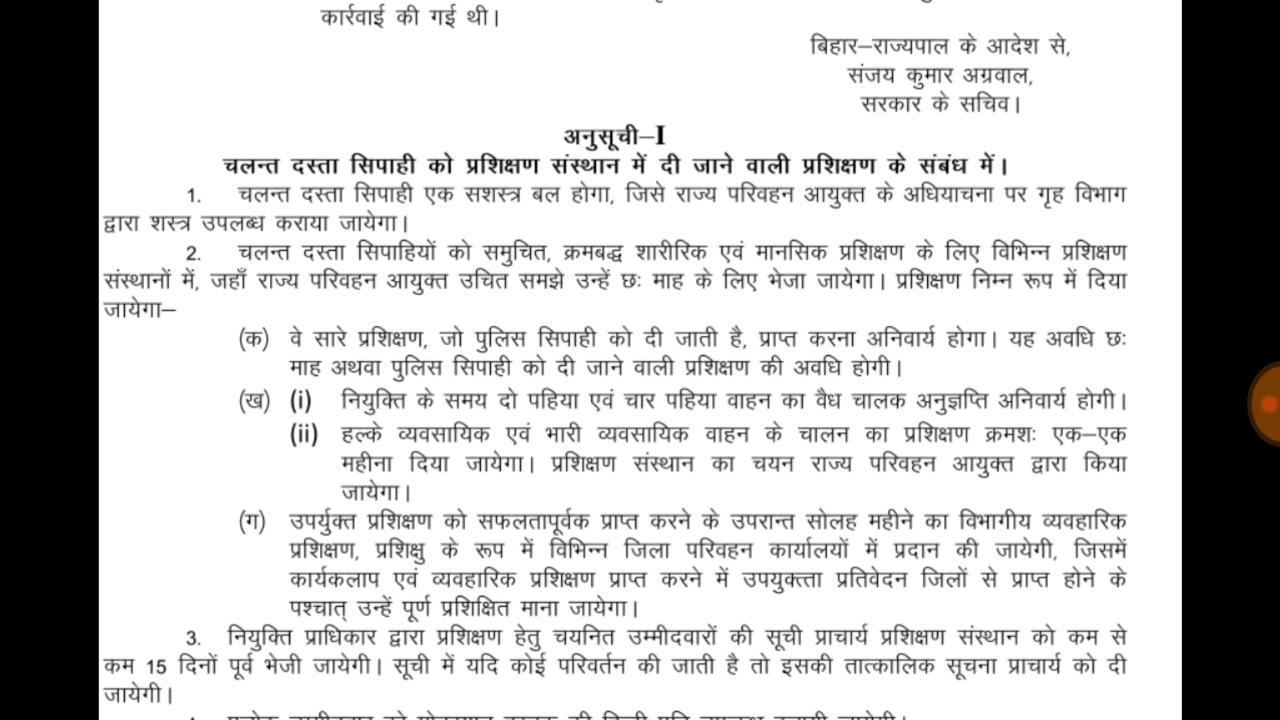 कार्रवाई की गई थी।
बिहार–राज्यपाल के आदेश से,
संजय कुमार अग्रवाल,
सरकार के सचिव।
अनुसूची–I
चलन्त दस्ता सिपाही को प्रशिक्षण संस्थान में दी जाने वाली प्रशिक्षण के संबंध में।
1. चलन्त दस्ता सिपाही एक सशस्त्र बल होगा, जिसे राज्य परिवहन आयुक्त के अधियाचना पर गृह विभाग
द्वारा शस्त्र उपलब्ध कराया जायेगा।
2. चलन्त दस्ता सिपाहियों को समुचित, क्रमबद्ध शारीरिक एवं मानसिक प्रशिक्षण के लिए विभिन्न प्रशिक्षण
संस्थानों में, जहाँ राज्य परिवहन आयुक्त उचित समझे उन्हें छः माह के लिए भेजा जायेगा। प्रशिक्षण निम्न रूप में दिया
जायेगा–
(क) वे सारे प्रशिक्षण, जो पुलिस सिपाही को दी जाती है, प्राप्त करना अनिवार्य होगा। यह अवधि छः
माह अथवा पुलिस सिपाही को दी जाने वाली प्रशिक्षण की अवधि होगी।
(ख) (i) नियुक्ति के समय दो पहिया एवं चार पहिया वाहन का वैध चालक अनुज्ञप्ति अनिवार्य होगी।
(ii) हल्के व्यवसायिक एवं भारी व्यवसायिक वाहन के चालन का प्रशिक्षण क्रमशः एक–एक
महीना दिया जायेगा। प्रशिक्षण संस्थान का चयन राज्य परिवहन आयुक्त द्वारा किया
जायेगा।
(ग) उपर्युक्त प्रशिक्षण को सफलतापूर्वक प्राप्त करने के उपरान्त सोलह महीने का विभागीय व्यवहारिक
प्रशिक्षण, प्रशिक्षु के रूप में विभिन्न जिला परिवहन कार्यालयों में प्रदान की जायेगी, जिसमें
कार्यकलाप एवं व्यवहारिक प्रशिक्षण प्राप्त करने में उपयुक्त्ता प्रतिवेदन जिलों से प्राप्त होने के
पश्चात् उन्हें पूर्ण प्रशिक्षित माना जायेगा।
3. नियुक्ति प्राधिकार द्वारा प्रशिक्षण हेतु चयनित उम्मीदवारों की सूची प्राचार्य प्रशिक्षण संस्थान को कम से
कम 15 दिनों पूर्व भेजी जायेगी। सूची में यदि कोई परिवर्तन की जाती है तो इसकी तात्कालिक सूचना प्राचार्य को दी
जायेगी।